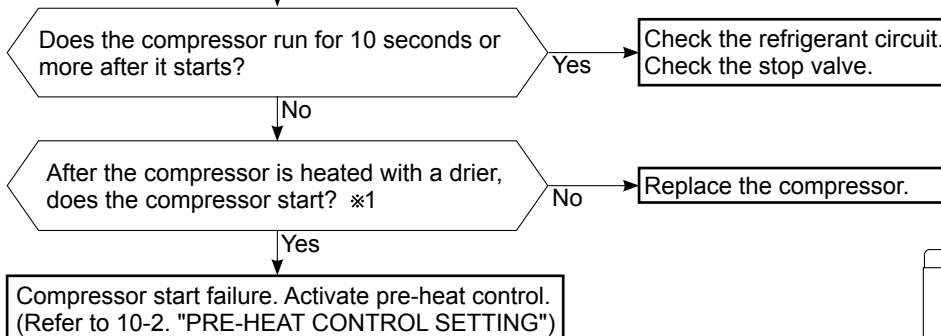 Does the compressor run for 10 seconds or
more after it starts?
Yes
Check the refrigerant circuit.
Check the stop valve.
No
After the compressor is heated with a drier,
does the compressor start? ※1
No
Replace the compressor.
Yes
Compressor start failure. Activate pre-heat control.
(Refer to 10-2. "PRE-HEAT CONTROL SETTING")